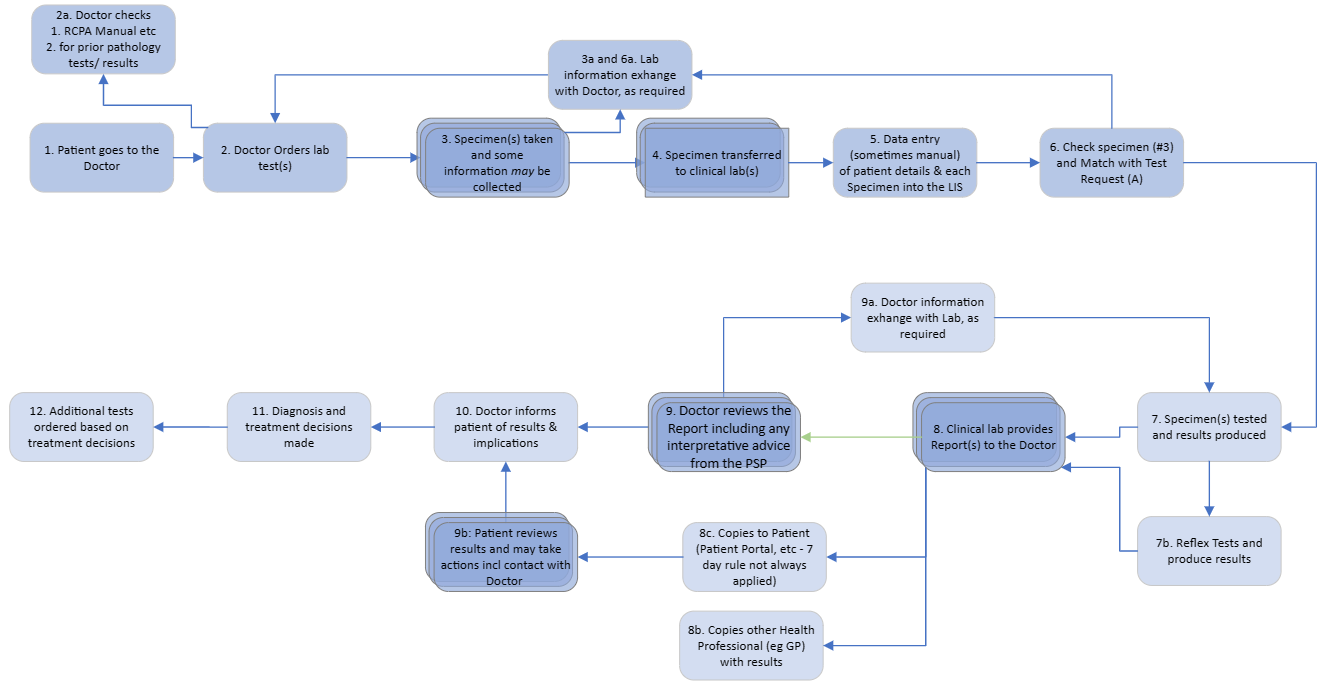 2a. Doctor checks
1. RCPA Manual etc
2. for prior pathology
tests/ results
3a and 6a. Lab
information exhange
with Doctor, as required
1. Patient goes to the
Doctor
2. Doctor Orders lab
test(s)
3. Specimen(s) taken
and some
information may be
collected
4. Specimen transferred
to clinical lab(s)
5. Data entry
(sometimes manual)
of patient details & each
Specimen into the LIS
6. Check specimen (#3)
and Match with Test
Request (A)
9a. Doctor information
exhange with Lab, as
required
12. Additional tests
ordered based on
treatment decisions
11. Diagnosis and
treatment decisions
made
10. Doctor informs
patient of results &
implications
9. Doctor reviews the
Report including any
interpretative advice
from the PSP
8. Clinical lab provides
Report(s) to the Doctor
7. Specimen(s) tested
and results produced
9b: Patient reviews
results and may take
actions incl contact with
Doctor
8c. Copies to Patient
(Patient Portal, etc - 7
day rule not always
applied)
7b. Reflex Tests and
produce results
8b. Copies other Health
Professional (eg GP)
with results